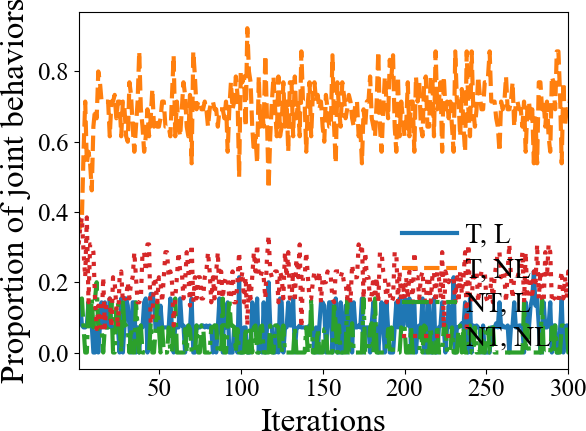 Proportion of joint behaviors
0.8
0.6
0.4
0.2
0.0
T, L
T, NL
NT, L
NT, NL
50
100
150
200
250
300
Iterations